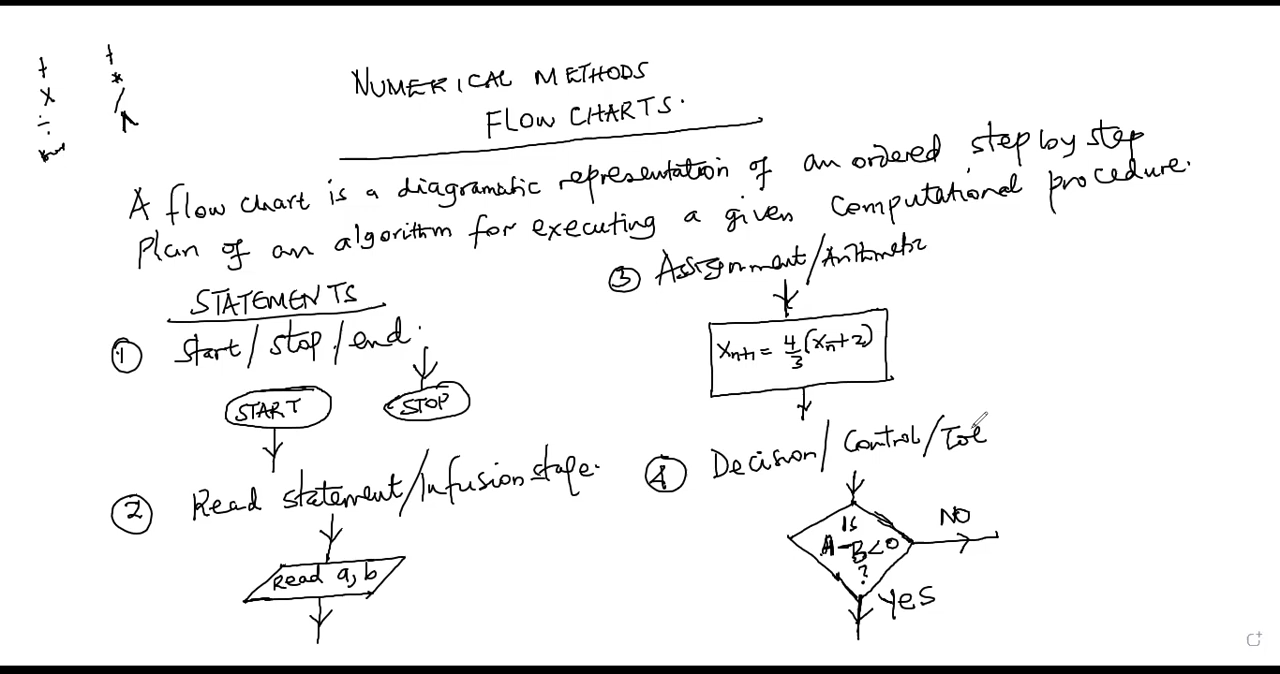 + +
× *
÷ /
^
NUMERICAL METHODS
FLOW CHARTS.
A flow chart is a diagramatic representation of an ordered step by step
Plan of an algorithm for executing a given computational procedure.
STATEMENTS
① Start/stop/end.
START
STOP
② Read statement/Infusion stage.
Read a, b
③ Assignment/Arithmetic
Xn+1 = 4/3 (Xn+2)
④ Decision/Control/Tol
Is
A-B<0
?
NO
Yes